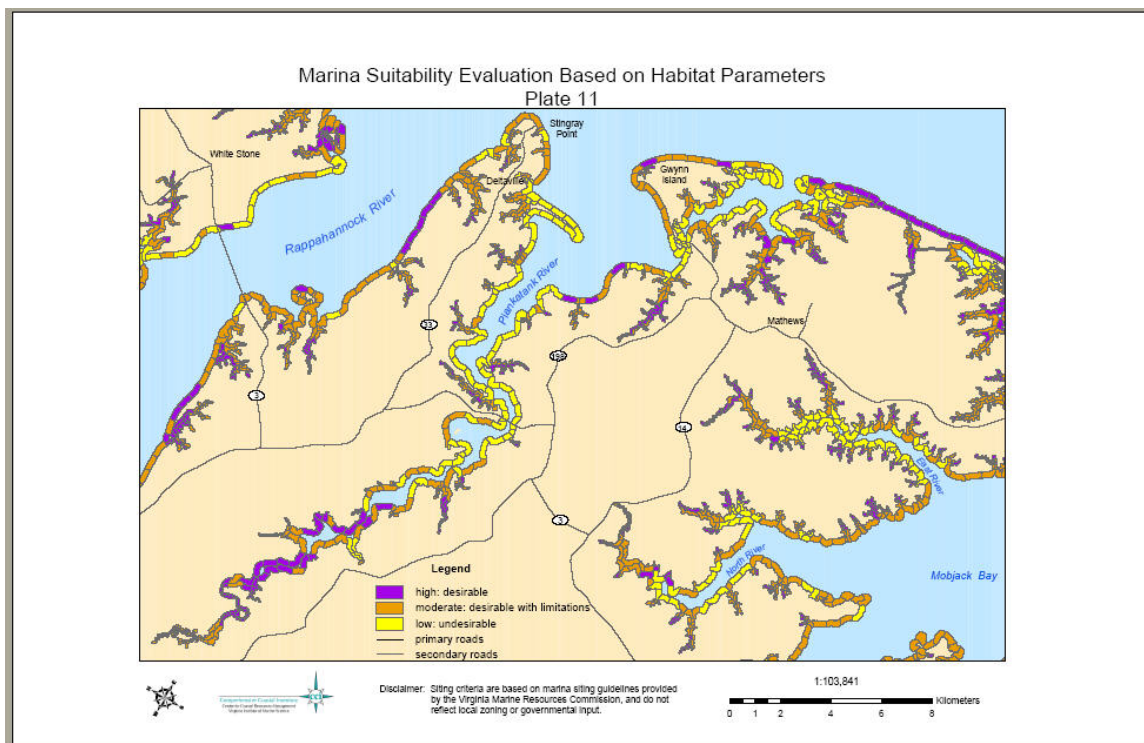 Marina Suitability Evaluation Based on Habitat Parameters
Plate 11
Stingray
Point
White Stone
Deltaville
Gwynn
Island
Rappahannock River
Piankatank River
33
198
Mathews
3
14
East River
3
North River
Mobjack Bay
Legend
high: desirable
moderate: desirable with limitations
low: undesirable
primary roads
secondary roads
Disclaimer: Siting criteria are based on marina siting guidelines provided
by the Virginia Marine Resources Commission, and do not
reflect local zoning or governmental input.
1:103,841
0 1 2 4 6 8 Kilometers